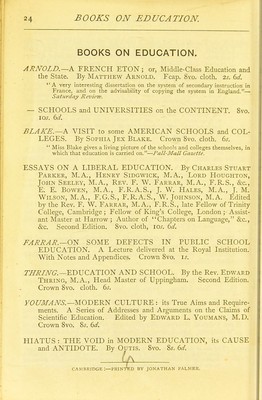 24 BOOKS ON EDUCATION.
BOOKS ON EDUCATION.
ARNOLD.—A FRENCH ETON; or, Middle-Class Education and
the State. By MATTHEW ARNOLD. Fcap. 8vo. cloth. 2s. 6d.
"A very interesting dissertation on the system of secondary instruction in
France, and on the advisability of copying the system in England."—
Saturday Review.
— SCHOOLS and UNIVERSITIES on the CONTINENT. 8vo.
10s. 6d.
BLAKE.—A VISIT to some AMERICAN SCHOOLS and COL-
LEGES. By SOPHIA JEX BLAKE. Crown 8vo. cloth. 6s.
"Miss Blake gives a living picture of the schools and colleges themselves, in
which that education is carried on."—Pall-Mall Gazette.
ESSAYS ON A LIBERAL EDUCATION. By CHARLES STUART
PARKER, M.A., HENRY SIDGWICK, M.A., LORD HOUGHTON,
JOHN SEELEY, M.A., REV. F. W. FARRAR, M.A., F.R.S., &c.,
E. E. BOWEN, M.A., F.R.A.S., J. W. HALES, M.A., J. M.
WILSON, M.A., F.G.S., F.R.A.S., W. JOHNSON, M.A. Edited
by the Rev. F. W. FARRAR, M.A., F.R.S., late Fellow of Trinity
College, Cambridge; Fellow of King's College, London; Assist-
ant Master at Harrow; Author of "Chapters on Language," &c.,
&c. Second Edition. 8vo. cloth, 10s. 6d.
FARRAR.—ON SOME DEFECTS IN PUBLIC SCHOOL
EDUCATION. A Lecture delivered at the Royal Institution.
With Notes and Appendices. Crown 8vo. 1s.
THRING.—EDUCATION AND SCHOOL. By the Rev. EDWARD
THRING, M.A., Head Master of Uppingham. Second Edition.
Crown 8vo. cloth. 6s.
YOUMANS.—MODERN CULTURE: its True Aims and Require-
ments. A Series of Addresses and Arguments on the Claims of
Scientific Education. Edited by EDWARD L. YOUMANS, M.D.
Crown 8vo. 8s. 6d.
HIATUS: THE VOID in MODERN EDUCATION, its CAUSE
and ANTIDOTE. By OUTIS. 8vo. 8s. 6d.
CAMBRIDGE:—PRINTED BY JONATHAN PALMER.